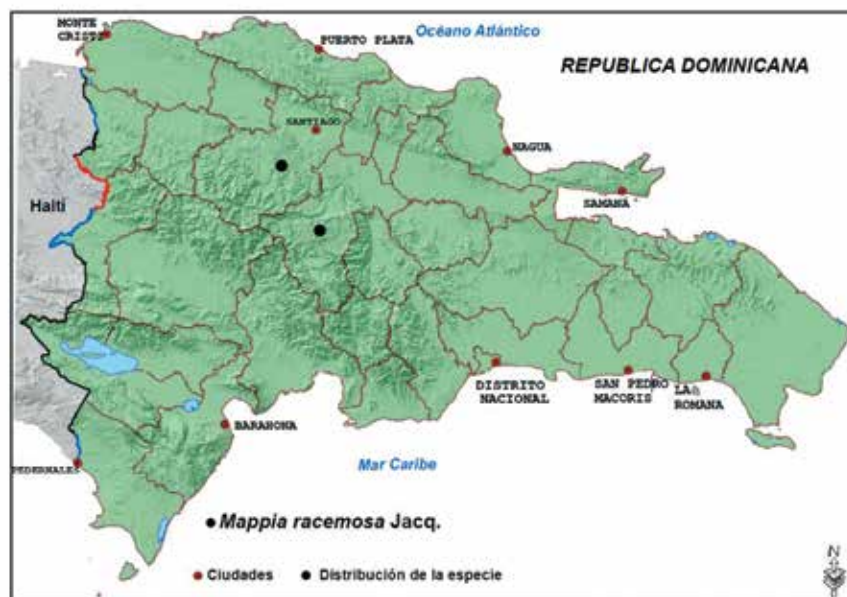 MONTE
CRISTI
PUERTO PLATA
Océano Atlántico
REPUBLICA DOMINICANA
SANTIAGO
NAGUA
SAMANA
Haití
DISTRITO
NACIONAL
SAN PEDRO
MACORIS
LA
ROMANA
BARAHONA
Mar Caribe
PEDERNALES
Mappia racemosa Jacq.
Ciudades
Distribución de la especie
N